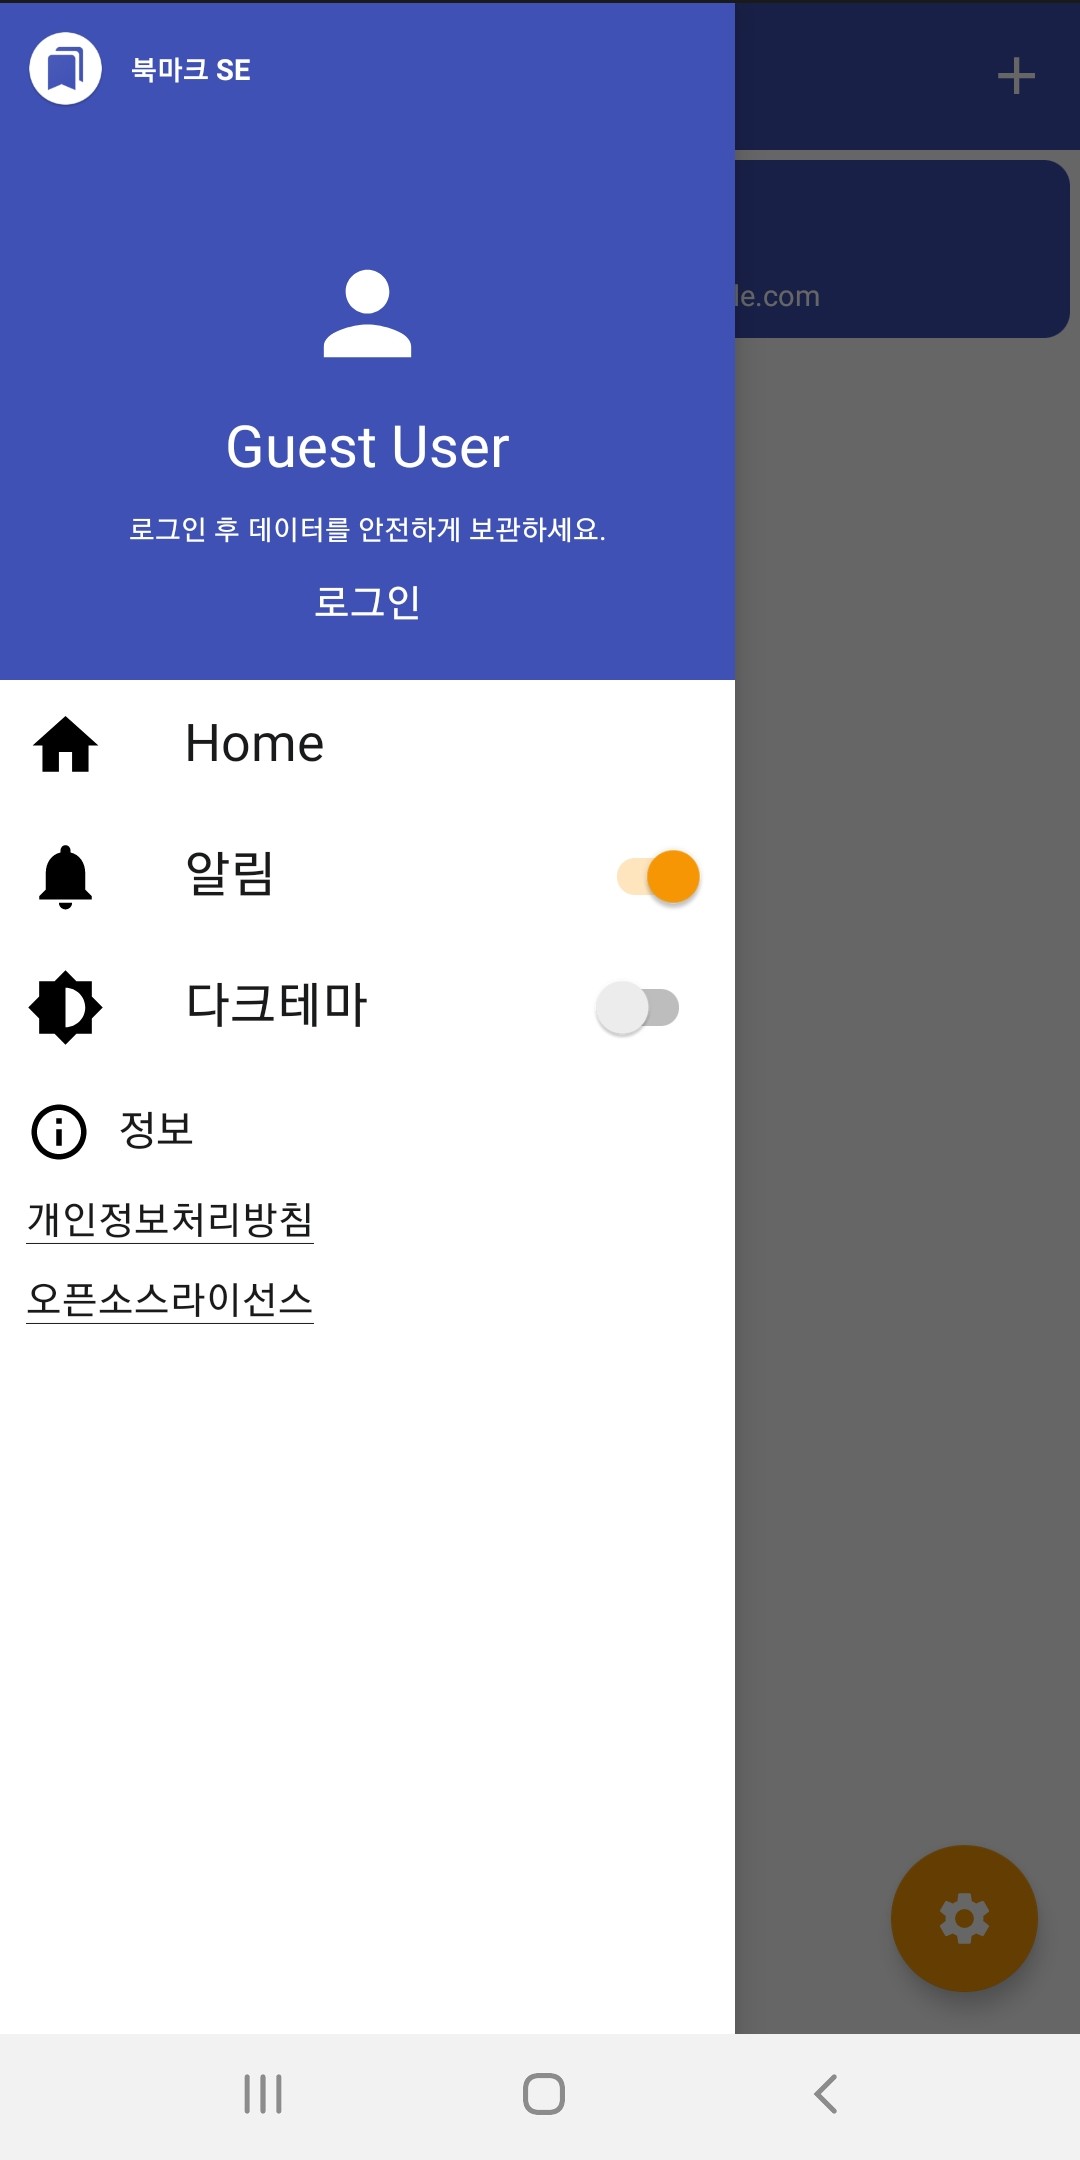 북마크 SE
le.com
Guest User
로그인 후 데이터를 안전하게 보관하세요.
로그인
Home
알림
다크테마
정보
개인정보처리방침
오픈소스라이선스